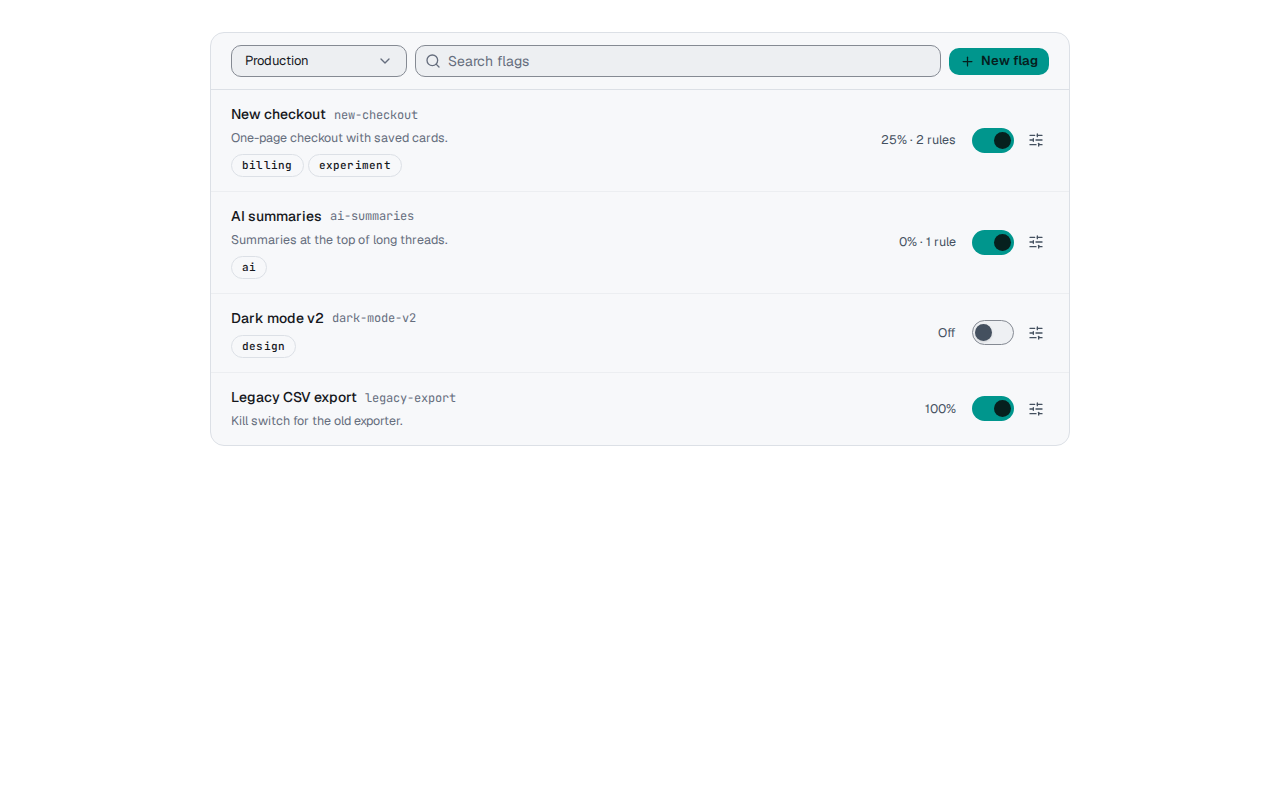 Production
Search flags
New flag
New checkout new-checkout
One-page checkout with saved cards.
billing experiment
25% · 2 rules
AI summaries ai-summaries
Summaries at the top of long threads.
ai
0% · 1 rule
Dark mode v2 dark-mode-v2
design
Off
Legacy CSV export legacy-export
Kill switch for the old exporter.
100%